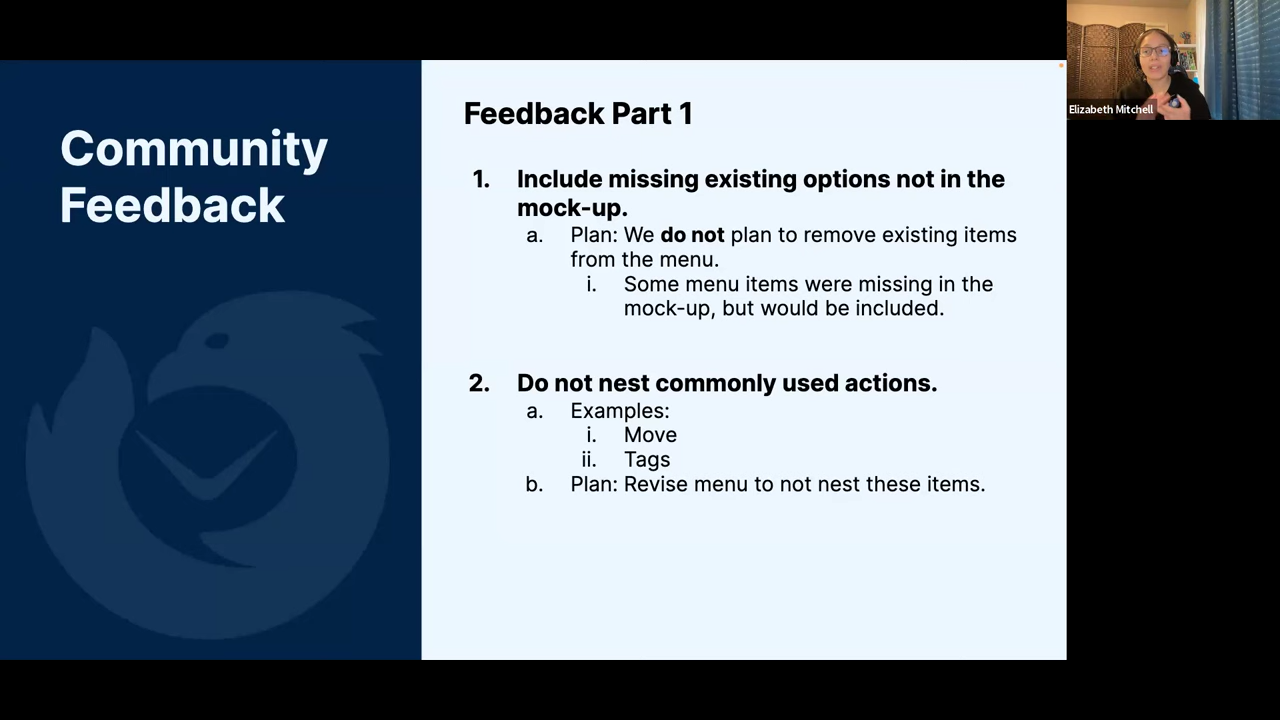 Community
Feedback
Feedback Part 1
1. Include missing existing options not in the
mock-up.
a. Plan: We do not plan to remove existing items
from the menu.
i. Some menu items were missing in the
mock-up, but would be included.
2. Do not nest commonly used actions.
a. Examples:
i. Move
ii. Tags
b. Plan: Revise menu to not nest these items.
Elizabeth Mitchell